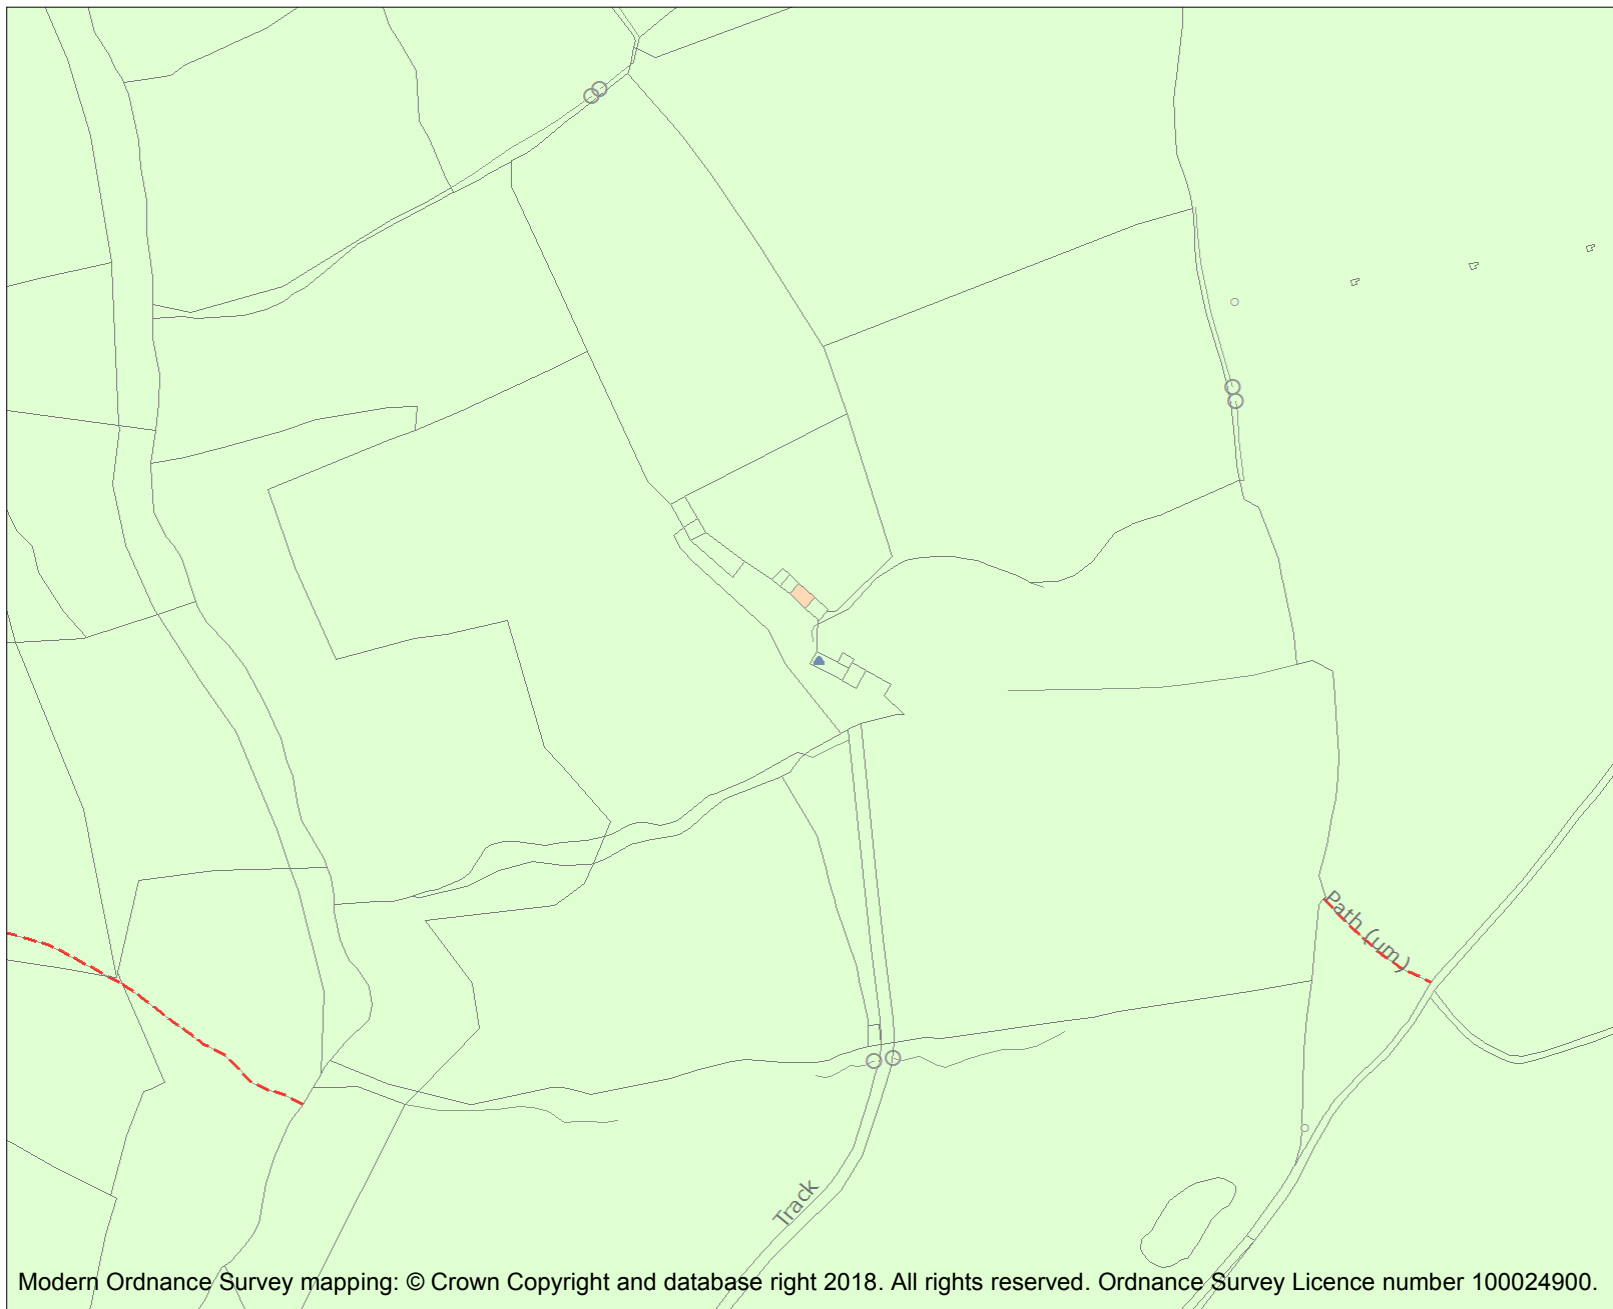 Path (um)
Track
Modern Ordnance Survey mapping: © Crown Copyright and database right 2018. All rights reserved. Ordnance Survey Licence number 100024900.